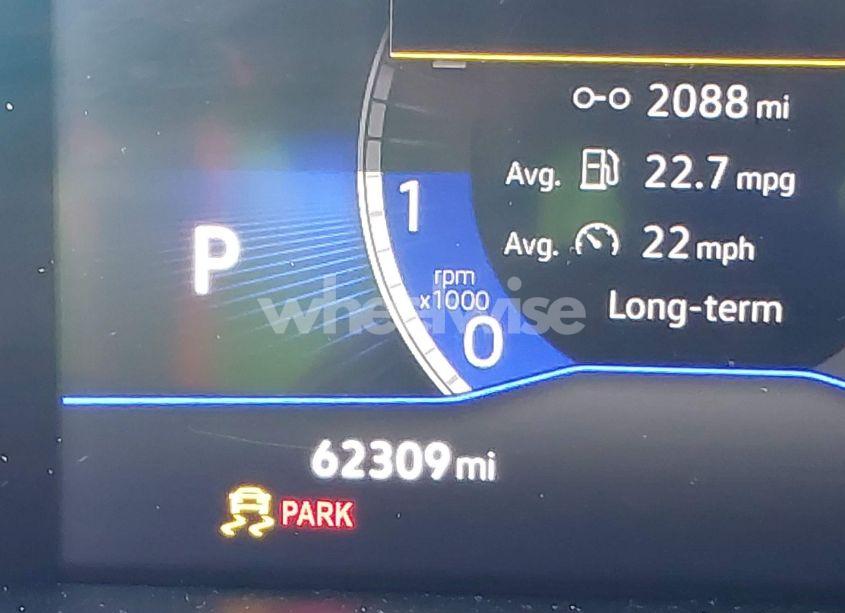 2088 mi
Avg. 22.7 mpg
Avg. 22 mph
Long-term
P
1
rpm
x1000
0
wheelwise
62309 mi
PARK